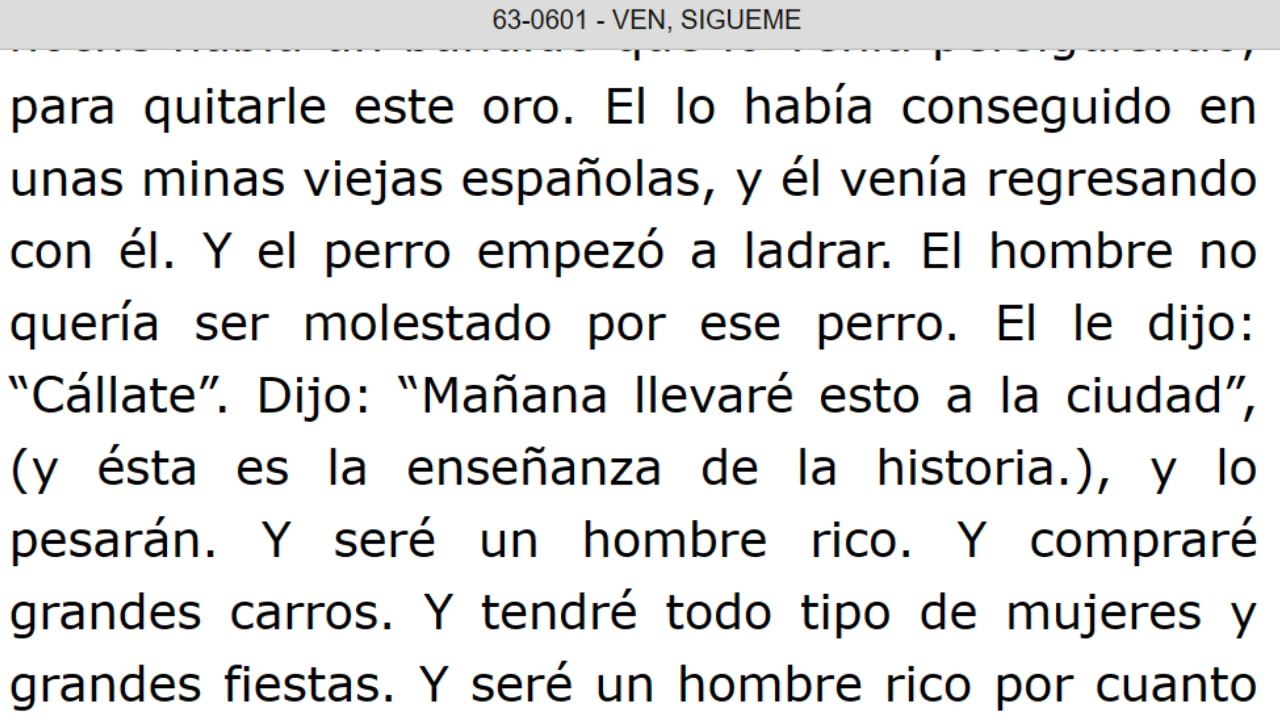 63-0601 - VEN, SIGUEME
para quitarle este oro. El lo había conseguido en
unas minas viejas españolas, y él venía regresando
con él. Y el perro empezó a ladrar. El hombre no
quería ser molestado por ese perro. El le dijo:
“Cállate”. Dijo: “Mañana llevaré esto a la ciudad”,
(y ésta es la enseñanza de la historia.), y lo
pesarán. Y seré un hombre rico. Y compraré
grandes carros. Y tendré todo tipo de mujeres y
grandes fiestas. Y seré un hombre rico por cuanto